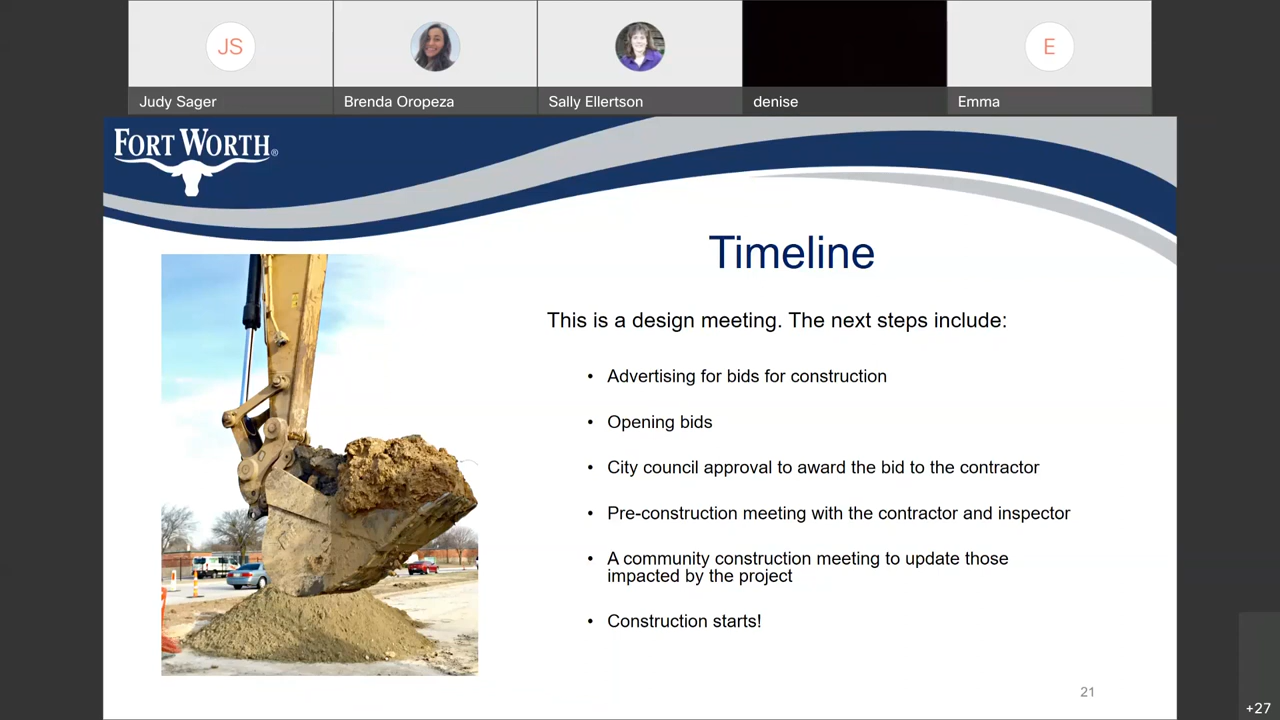 JS
E
Judy Sager
Brenda Oropeza
Sally Ellertson
denise
Emma
FORT WORTH®
Timeline
This is a design meeting. The next steps include:
• Advertising for bids for construction
• Opening bids
• City council approval to award the bid to the contractor
• Pre-construction meeting with the contractor and inspector
• A community construction meeting to update those
impacted by the project
• Construction starts!
21
+27